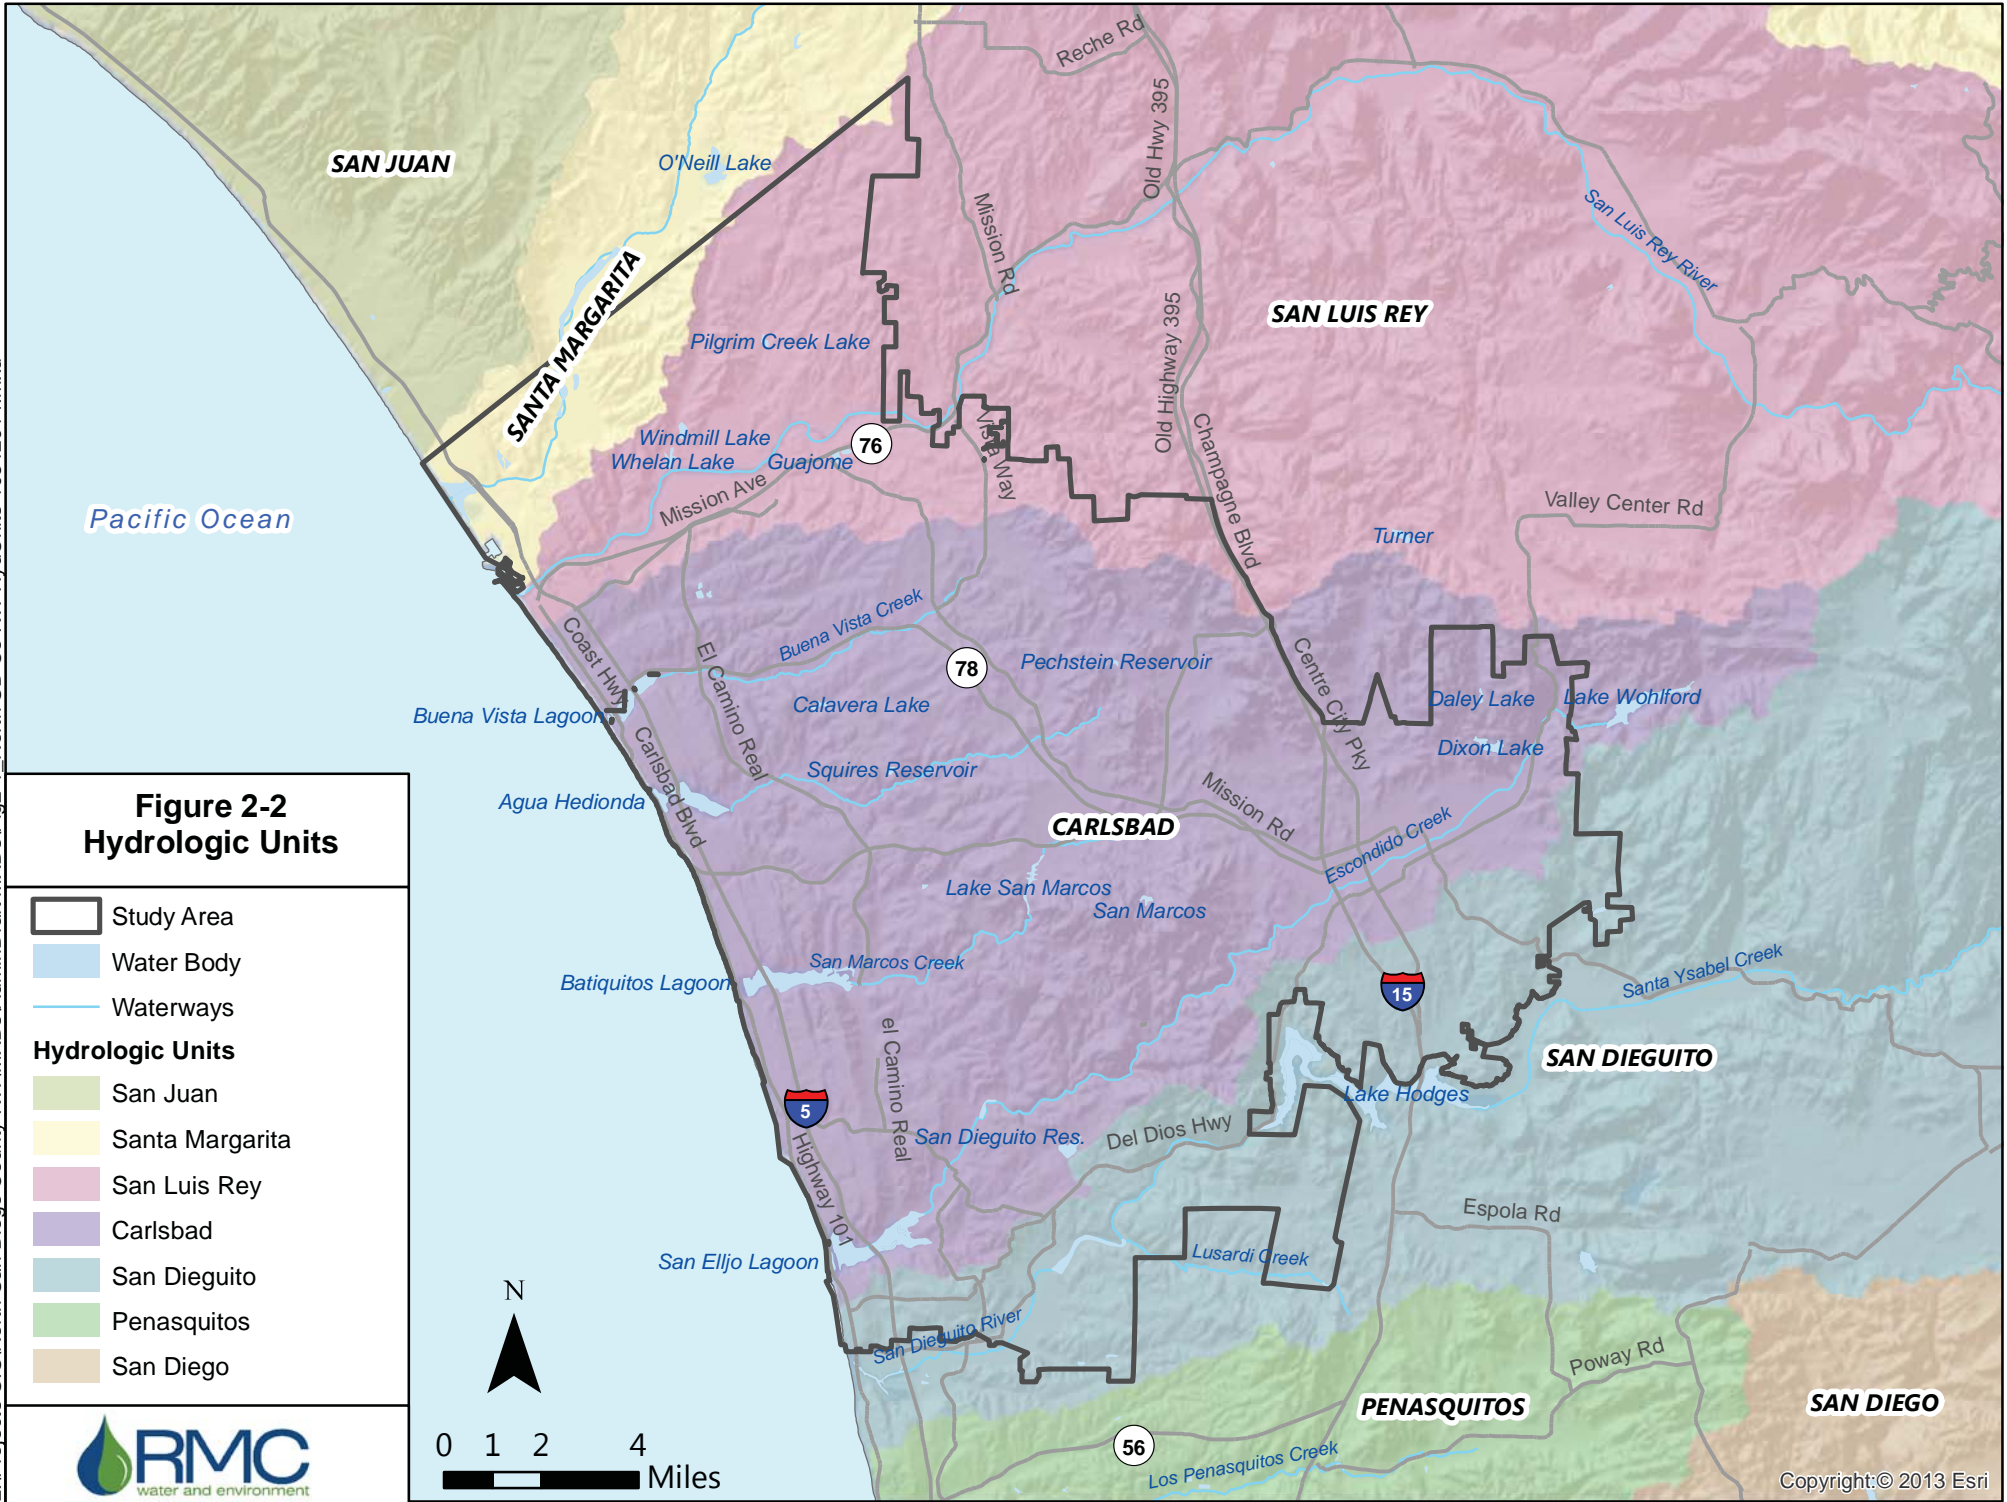 Reche Rd
Old Hwy 395
SAN JUAN
O'Neill Lake
Mission Rd
San Luis Rey River
SANTA MARGARITA
SAN LUIS REY
Old Highway 395
Pilgrim Creek Lake
Windmill Lake
76
Whelan Lake
Guajome
Vista Way
Champagne Blvd
Mission Ave
Valley Center Rd
Pacific Ocean
Turner
Buena Vista Creek
Coast Hwy
El Camino Real
78
Pechstein Reservoir
Centre City Pky
Daley Lake
Lake Wohlford
Calavera Lake
Buena Vista Lagoon
Carlsbad Blvd
Dixon Lake
Squires Reservoir
Agua Hedionda
Mission Rd
CARLSBAD
Escondido Creek
Lake San Marcos
San Marcos
San Marcos Creek
Batiquitos Lagoon
Santa Ysabel Creek
15
el Camino Real
SAN DIEGUITO
Lake Hodges
5
San Dieguito Res.
Del Dios Hwy
Highway 101
Espola Rd
San Elljo Lagoon
Lusardi Creek
San Dieguito River
Poway Rd
PENASQUITOS
SAN DIEGO
56
Los Penasquitos Creek
Figure 2-2
Hydrologic Units
Study Area
Water Body
Waterways
Hydrologic Units
San Juan
Santa Margarita
San Luis Rey
Carlsbad
San Dieguito
Penasquitos
San Diego
RMC
water and environment
N
0 1 2 4
Miles
Copyright:© 2013 Esri